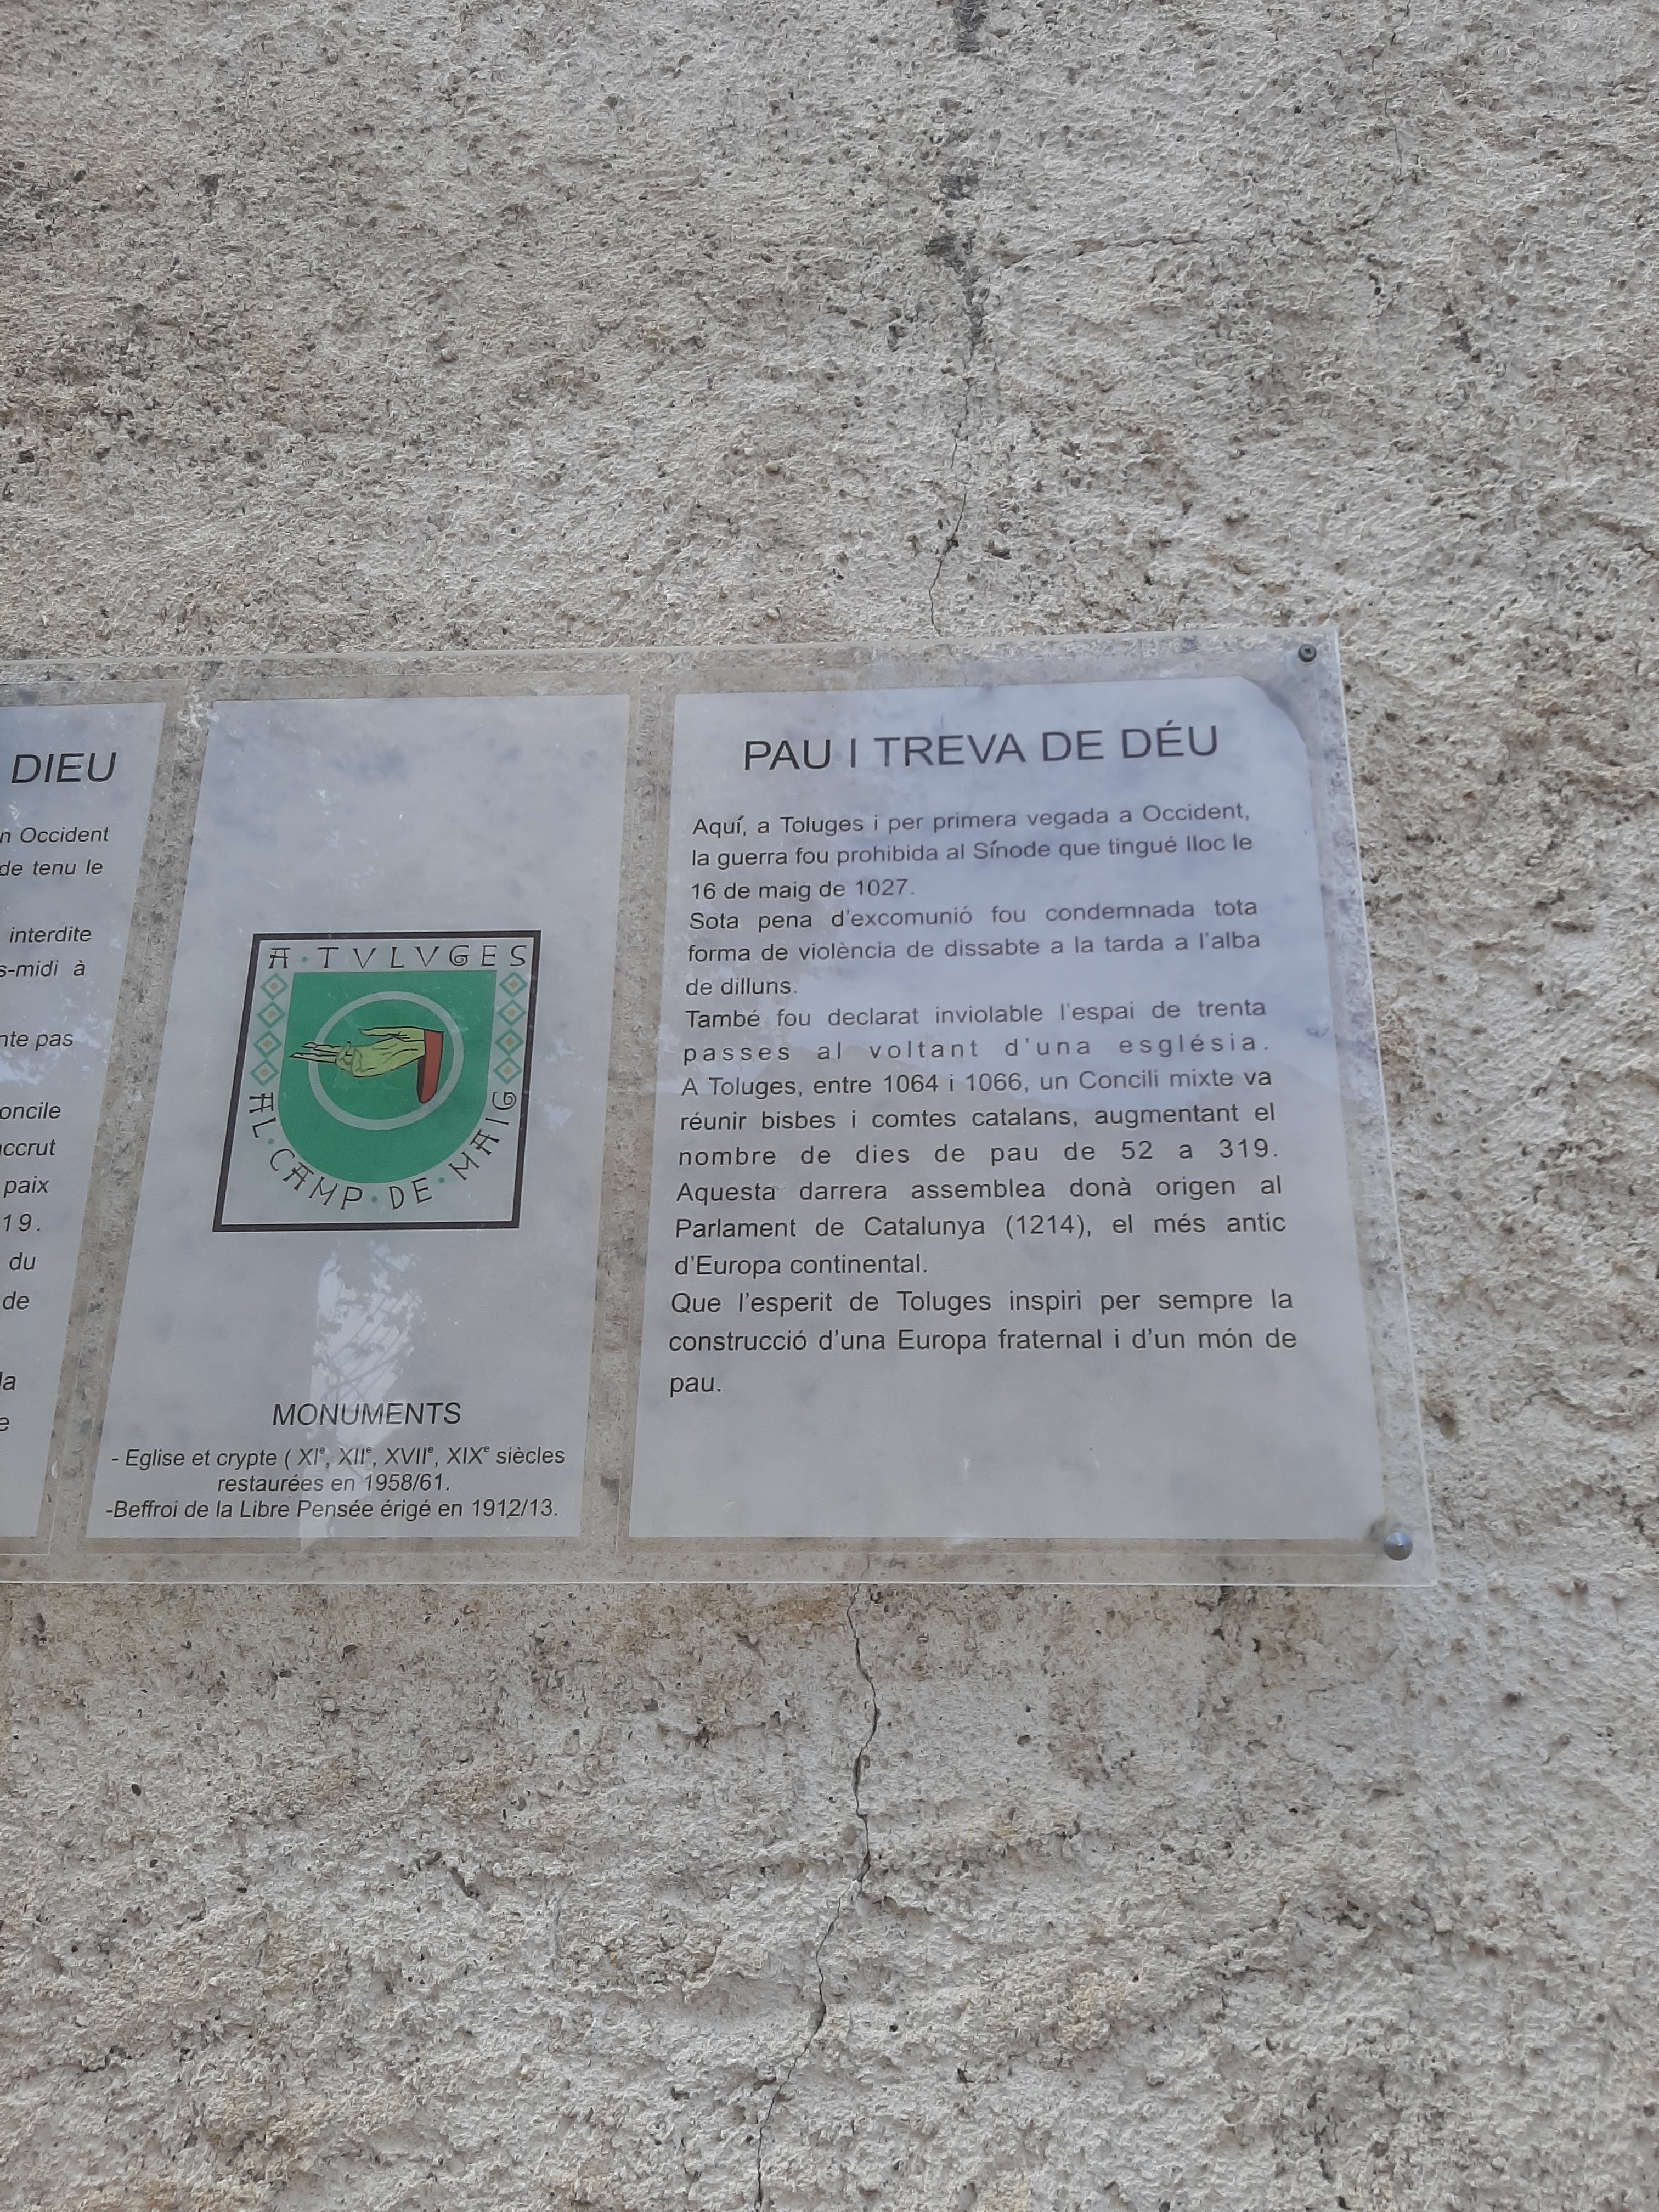 DIEU
n Occident
de tenu le
interdite
s-midi à
nte pas
oncile
accrut
paix
19.
du
de
la
e
A·TVLVGES
AL·CAMP·DE·MAIG
MONUMENTS
- Eglise et crypte ( XIᵉ, XIIᵉ, XVIIᵉ, XIXᵉ siècles
restaurées en 1958/61.
-Beffroi de la Libre Pensée érigé en 1912/13.
PAU I TREVA DE DÉU
Aquí, a Toluges i per primera vegada a Occident,
la guerra fou prohibida al Sínode que tingué lloc le
16 de maig de 1027.
Sota pena d'excomunió fou condemnada tota
forma de violència de dissabte a la tarda a l'alba
de dilluns.
També fou declarat inviolable l'espai de trenta
passes al voltant d'una església.
A Toluges, entre 1064 i 1066, un Concili mixte va
réunir bisbes i comtes catalans, augmentant el
nombre de dies de pau de 52 a 319.
Aquesta darrera assemblea donà origen al
Parlament de Catalunya (1214), el més antic
d'Europa continental.
Que l'esperit de Toluges inspiri per sempre la
construcció d'una Europa fraternal i d'un món de
pau.